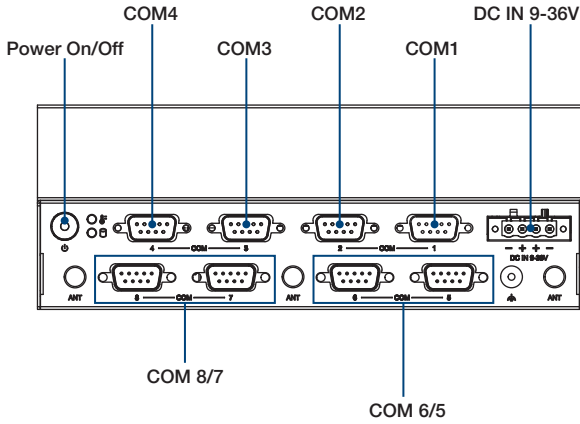 COM4 COM2 DC IN 9-36V
Power On/Off COM3 COM1
4 COM 3 2 COM 1 - + + -
DC IN 9-36V
ANT 8 COM 7 ANT 6 COM 5 ANT
COM 8/7
COM 6/5